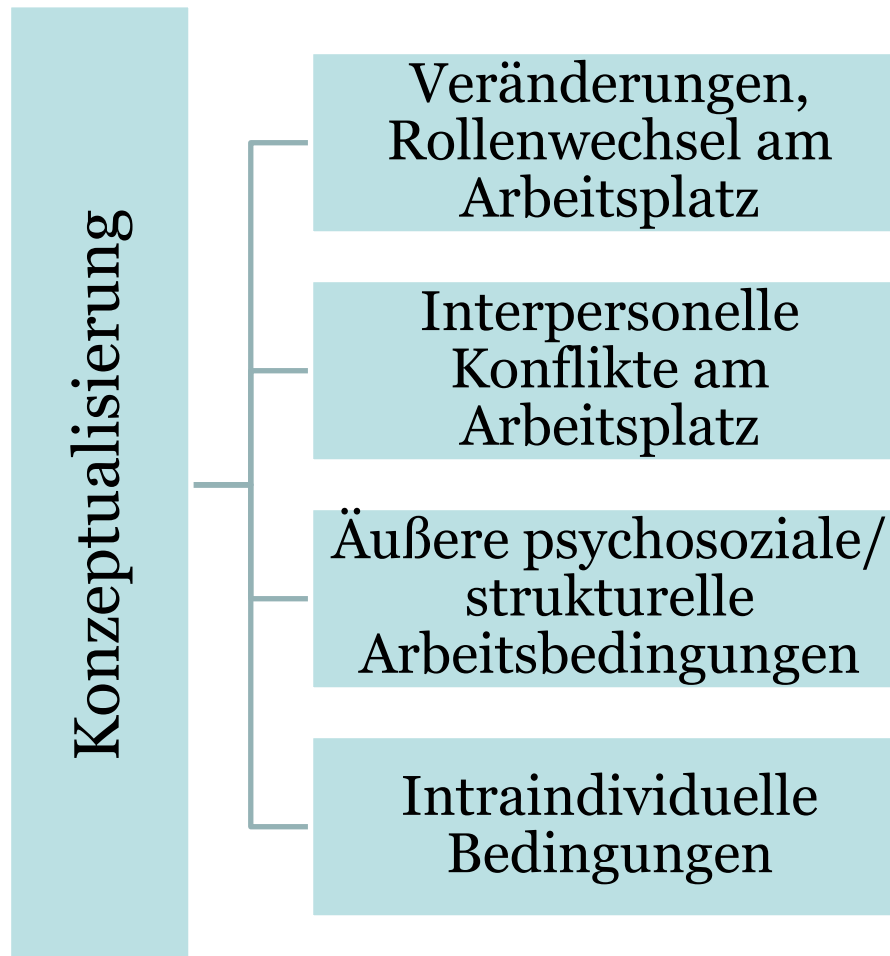 Konzeptualisierung
Veränderungen,
Rollenwechsel am
Arbeitsplatz
Interpersonelle
Konflikte am
Arbeitsplatz
Äußere psychosoziale/
strukturelle
Arbeitsbedingungen
Intraindividuelle
Bedingungen